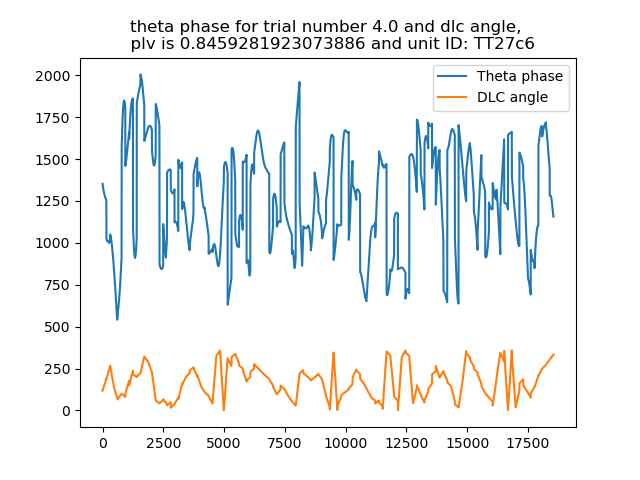 theta phase for trial number 4.0 and dlc angle,
plv is 0.8459281923073886 and unit ID: TT27c6
Theta phase
DLC angle
2000
1750
1500
1250
1000
750
500
250
0
0 2500 5000 7500 10000 12500 15000 17500